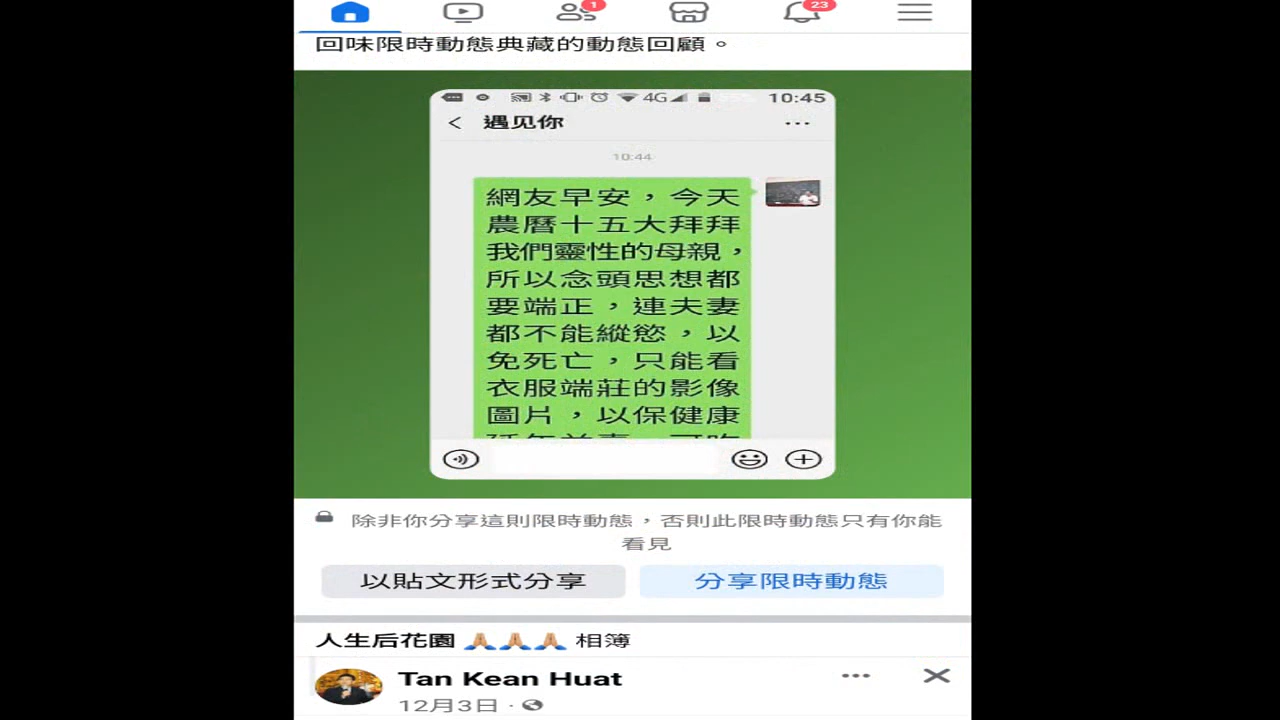 1
23
回味限時動態典藏的動態回顧。
4G
10:45
遇见你
10:44
網友早安，今天
農曆十五大拜拜
我們靈性的母親，
所以念頭思想都
要端正，連夫妻
都不能縱慾，以
免死亡，只能看
衣服端莊的影像
圖片，以保健康
除非你分享這則限時動態，否則此限時動態只有你能
看見
以貼文形式分享
分享限時動態
人生后花園 🙏🙏🙏 相簿
Tan Kean Huat
12月3日 ·